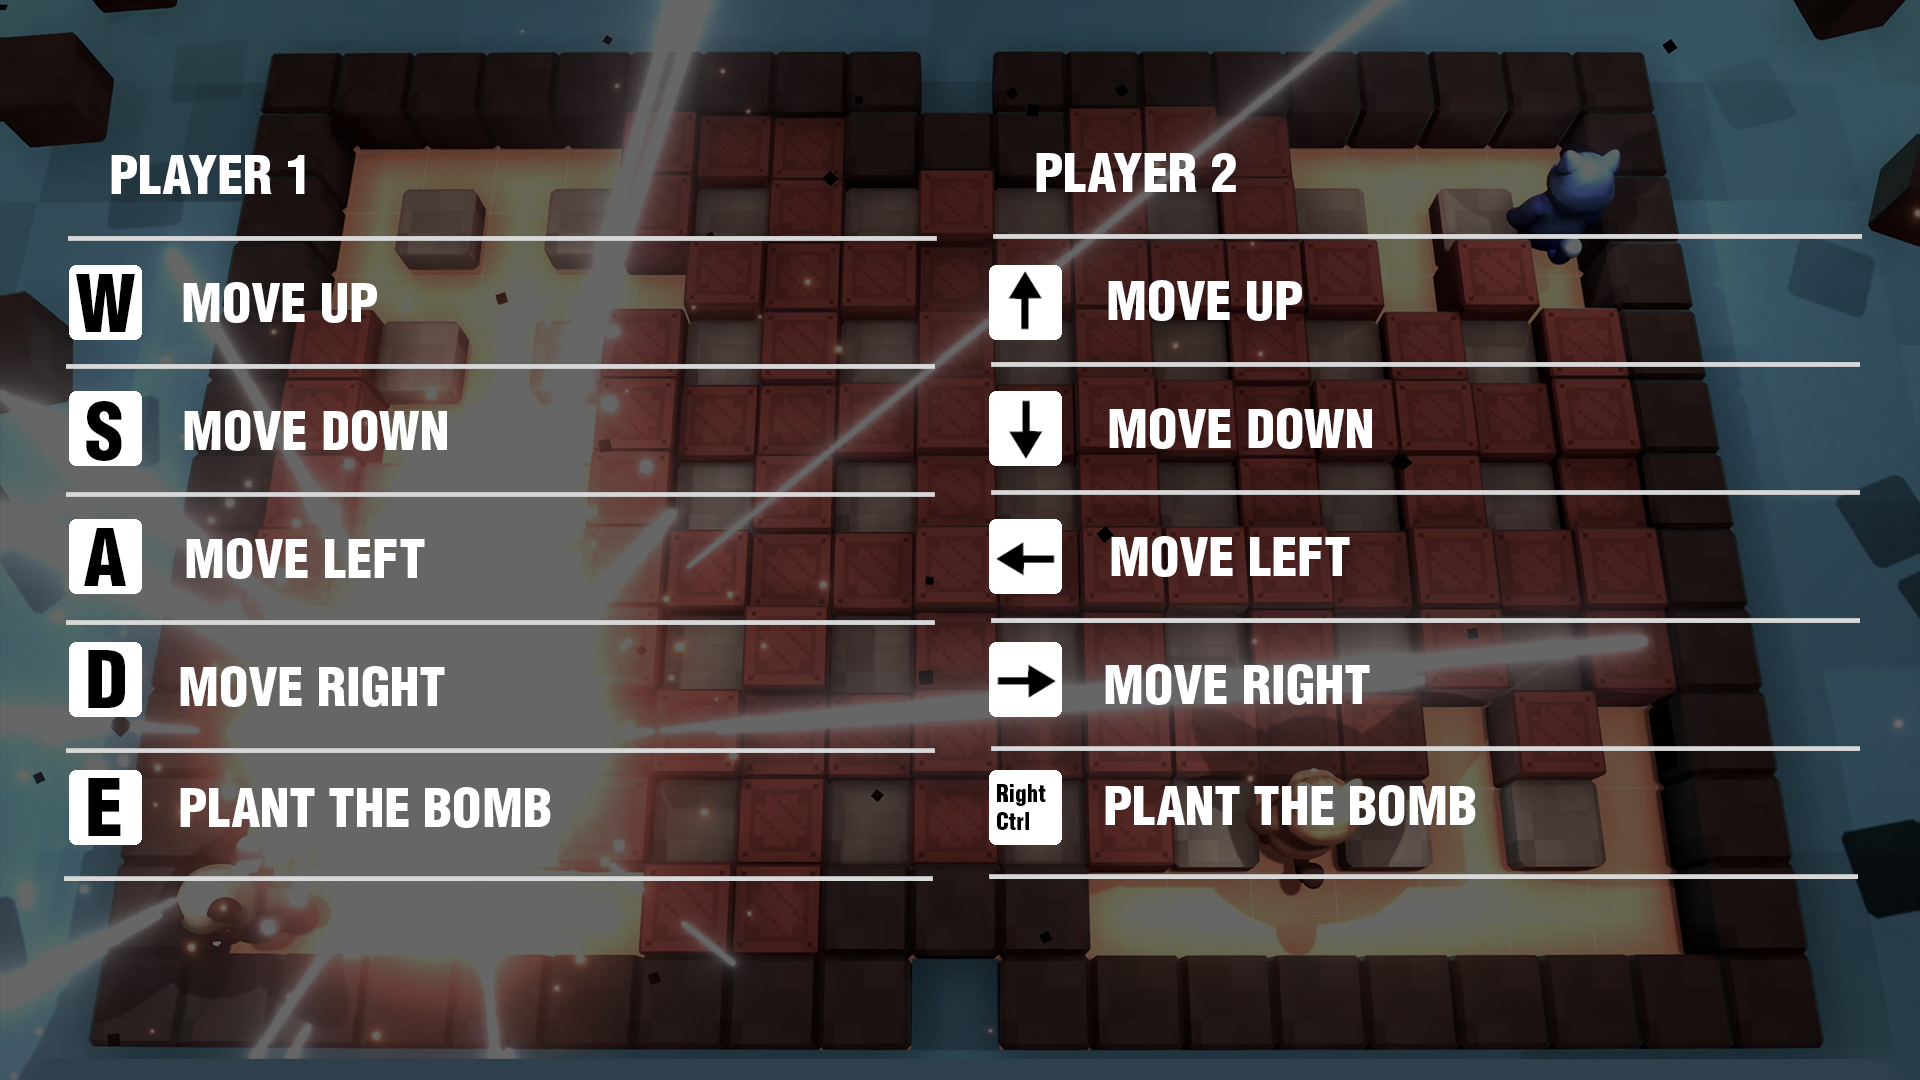 PLAYER 1
W MOVE UP
S MOVE DOWN
A MOVE LEFT
D MOVE RIGHT
E PLANT THE BOMB
PLAYER 2
↑ MOVE UP
↓ MOVE DOWN
← MOVE LEFT
→ MOVE RIGHT
Right
Ctrl
PLANT THE BOMB